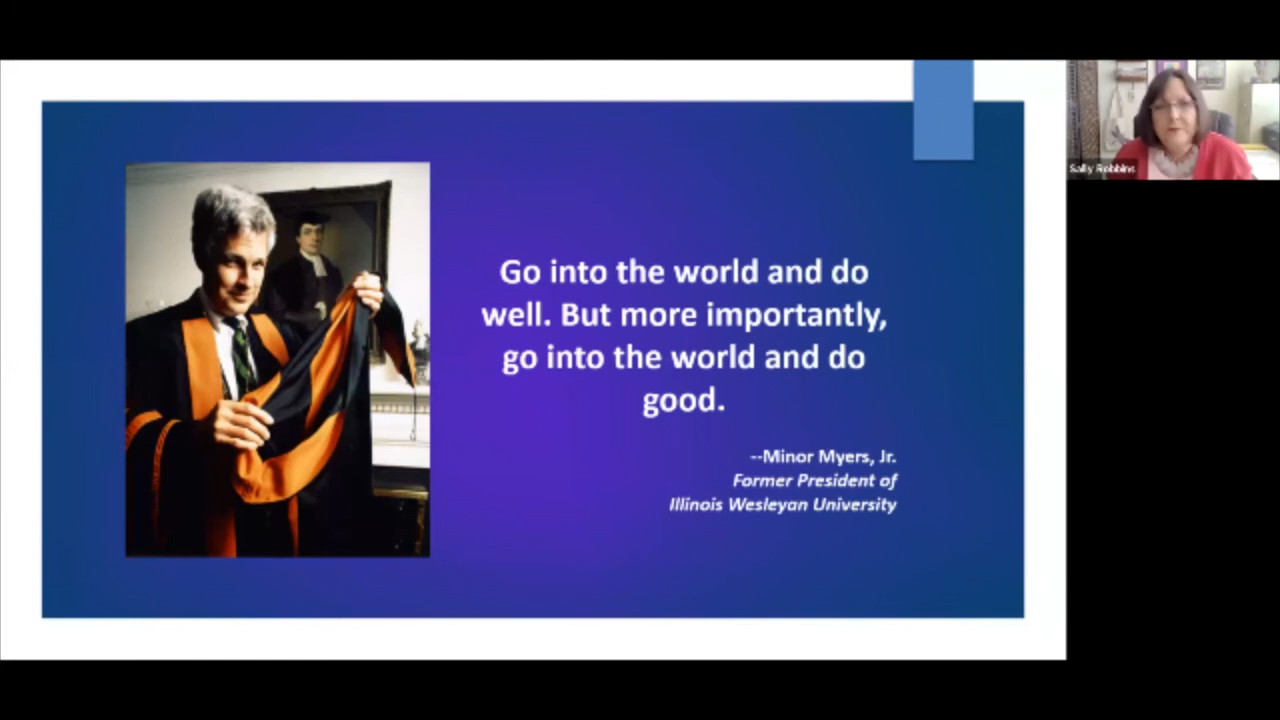 Go into the world and do
well. But more importantly,
go into the world and do
good.
--Minor Myers, Jr.
Former President of
Illinois Wesleyan University
Sally Robbins